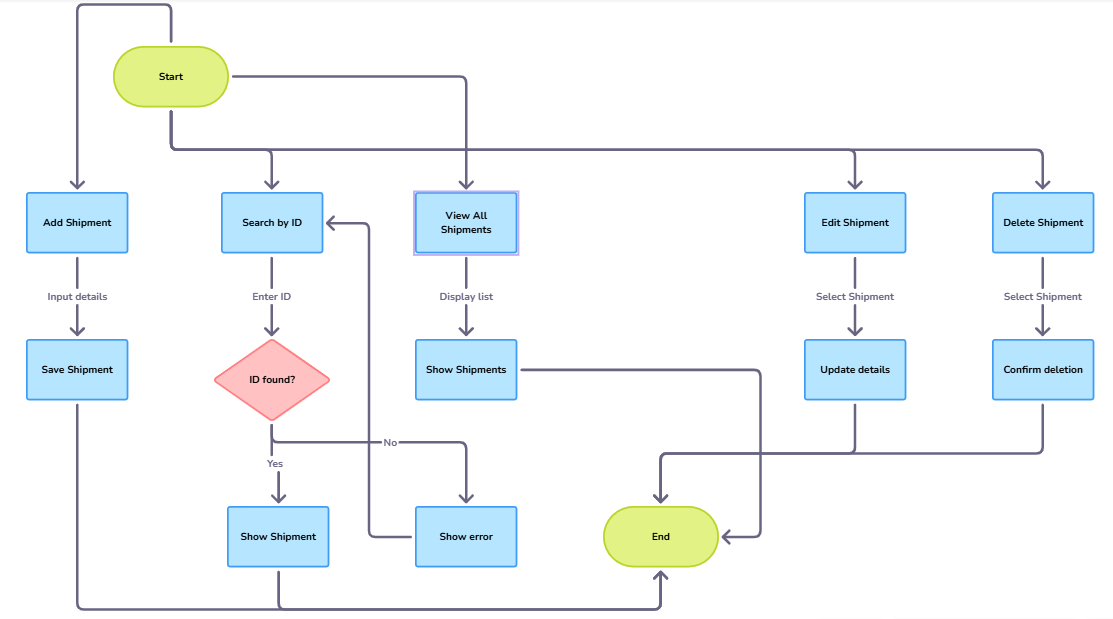 Start
Add Shipment
Search by ID
View All
Shipments
Edit Shipment
Delete Shipment
Input details
Enter ID
Display list
Select Shipment
Select Shipment
Save Shipment
ID found?
Show Shipments
Update details
Confirm deletion
No
Yes
Show Shipment
Show error
End